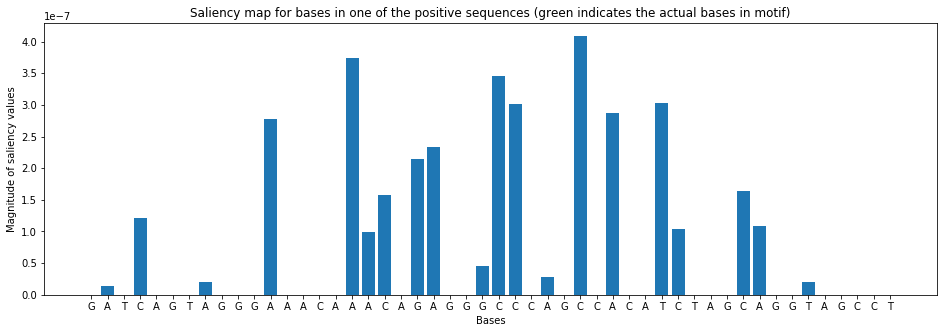 Saliency map for bases in one of the positive sequences (green indicates the actual bases in motif)
1e−7
4.0
3.5
3.0
2.5
2.0
1.5
1.0
0.5
0.0
Magnitude of saliency values
G A T C A G T A G G G A A A C A A A C A G A G G G C C C A G C C A C A T C T A G C A G G T A G C C T
Bases